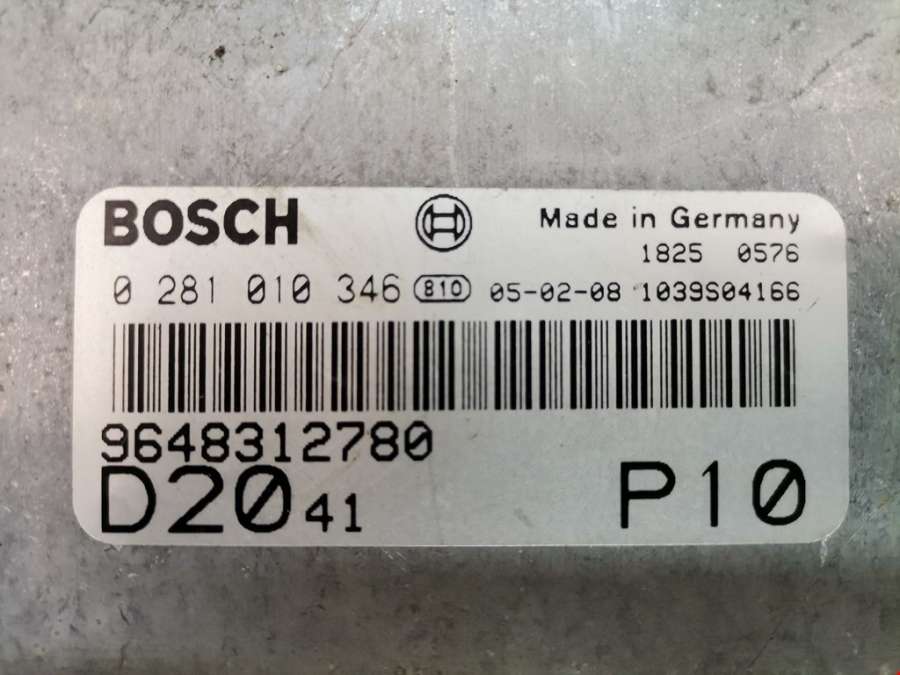 BOSCH Made in Germany
1825 0576
0 281 010 346 810 05-02-08 1039S04166
9648312780
D20 41 P10